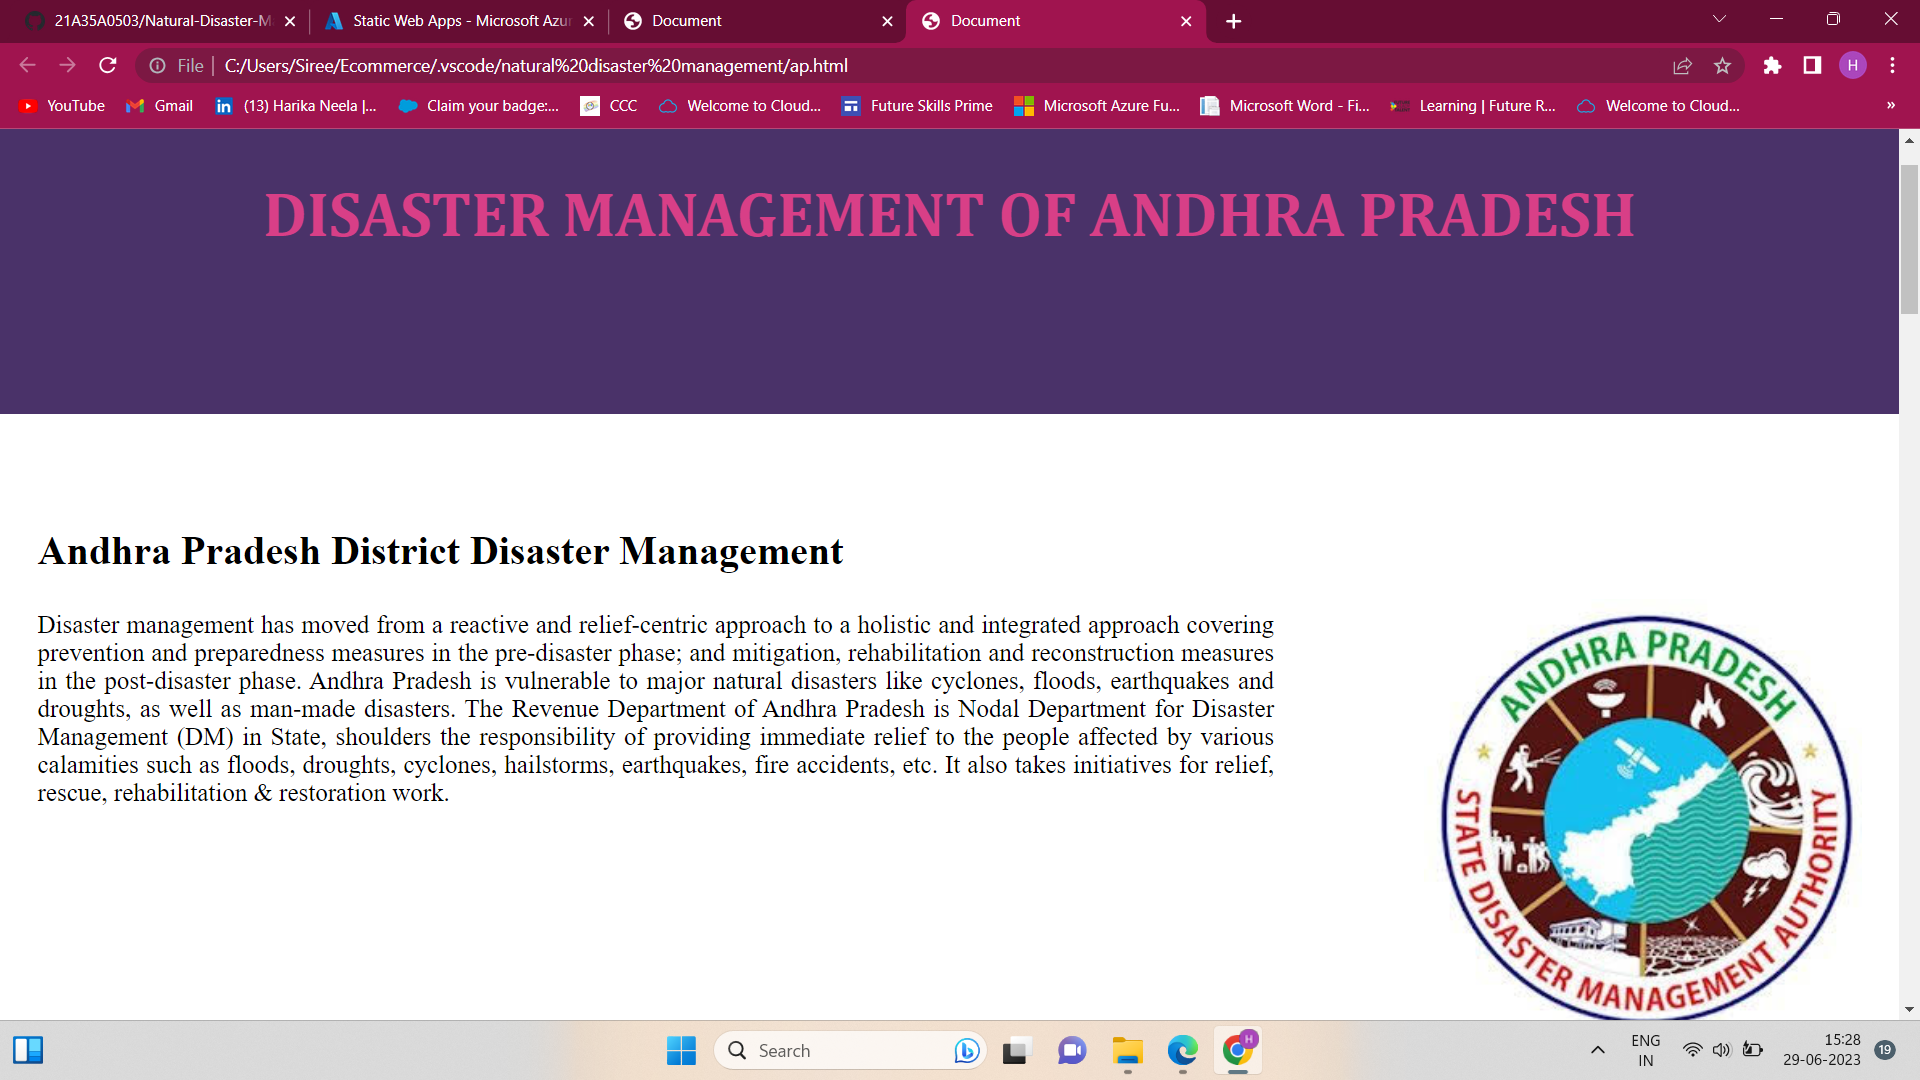 21A35A0503/Natural-Disaster-M
Static Web Apps - Microsoft Azur
Document
Document
File
C:/Users/Siree/Ecommerce/.vscode/natural%20disaster%20management/ap.html
H
YouTube
Gmail
(13) Harika Neela |...
Claim your badge:...
CCC
Welcome to Cloud...
Future Skills Prime
Microsoft Azure Fu...
Microsoft Word - Fi...
Learning | Future R...
Welcome to Cloud...
»
DISASTER MANAGEMENT OF ANDHRA PRADESH
Andhra Pradesh District Disaster Management
Disaster management has moved from a reactive and relief-centric approach to a holistic and integrated approach covering
prevention and preparedness measures in the pre-disaster phase; and mitigation, rehabilitation and reconstruction measures
in the post-disaster phase. Andhra Pradesh is vulnerable to major natural disasters like cyclones, floods, earthquakes and
droughts, as well as man-made disasters. The Revenue Department of Andhra Pradesh is Nodal Department for Disaster
Management (DM) in State, shoulders the responsibility of providing immediate relief to the people affected by various
calamities such as floods, droughts, cyclones, hailstorms, earthquakes, fire accidents, etc. It also takes initiatives for relief,
rescue, rehabilitation & restoration work.
ANDHRA PRADESH
STATE DISASTER MANAGEMENT AUTHORITY
Search
H
ENG
IN
15:28
29-06-2023
19